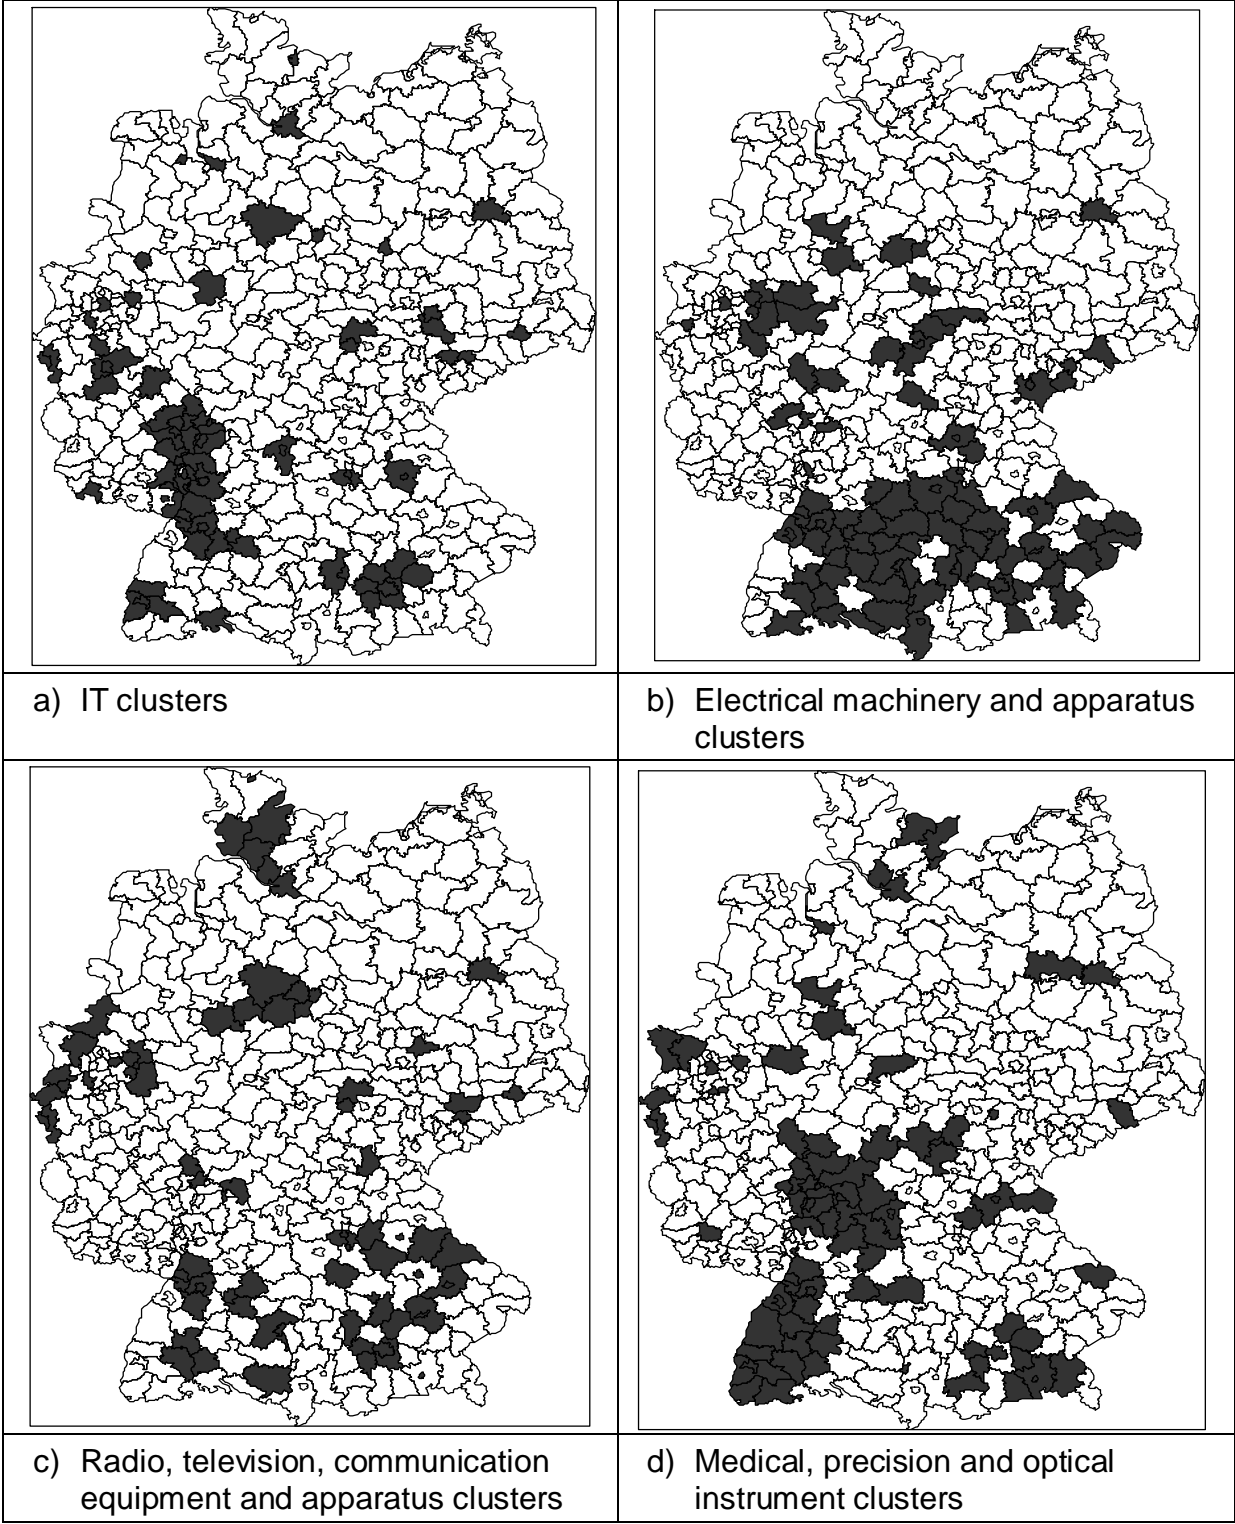 a) IT clusters
b) Electrical machinery and apparatus
clusters
c) Radio, television, communication
equipment and apparatus clusters
d) Medical, precision and optical
instrument clusters